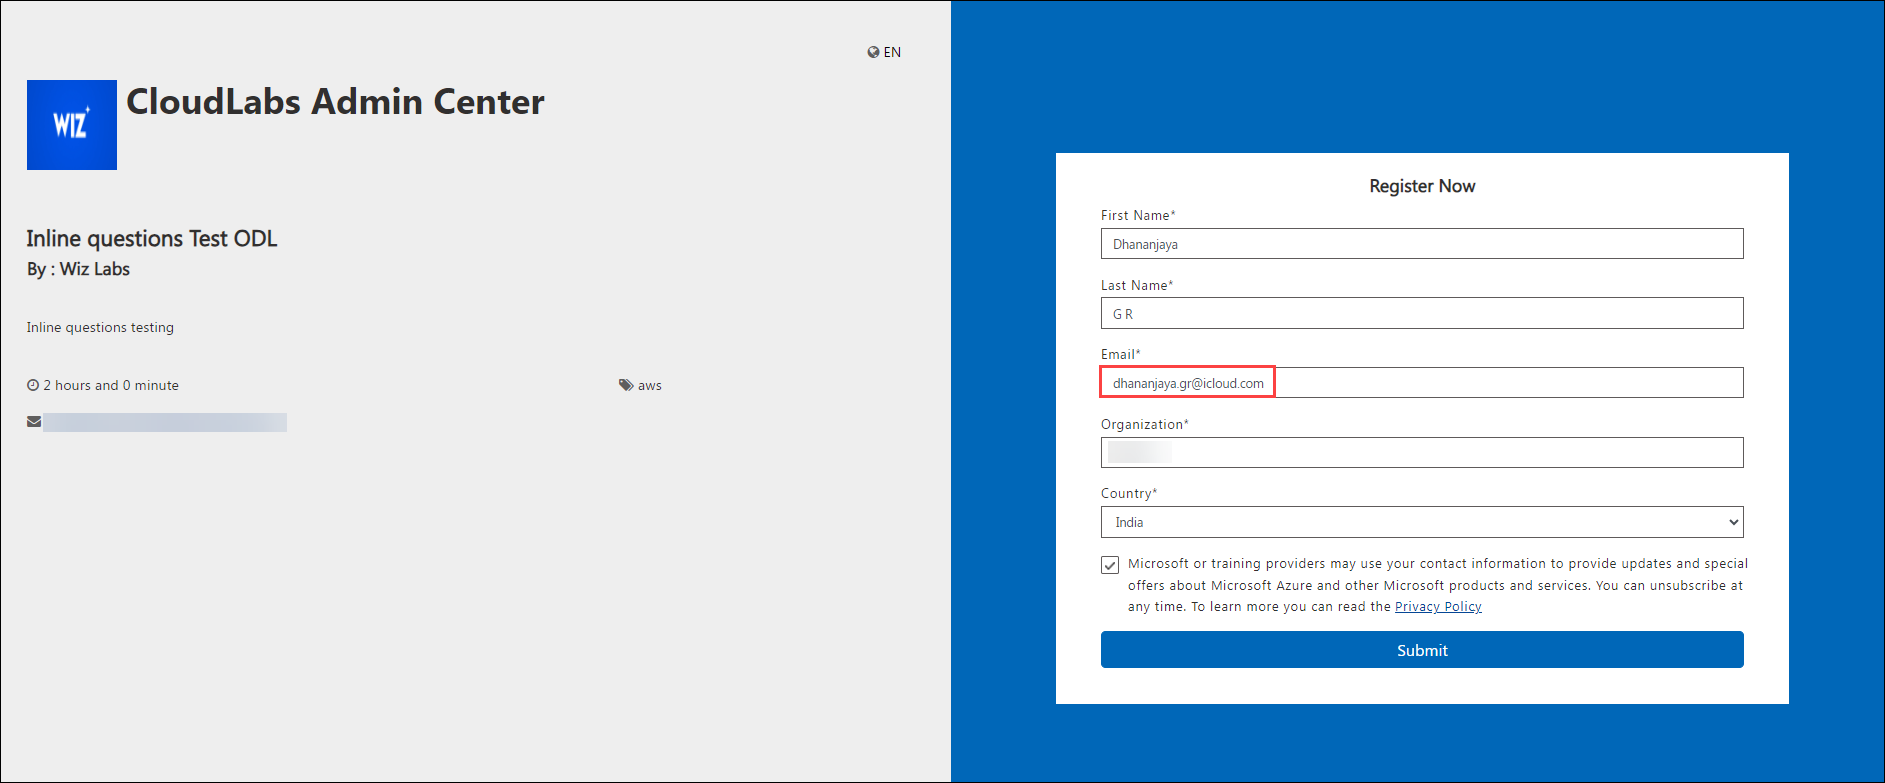 EN
WIZ
CloudLabs Admin Center
Inline questions Test ODL
By : Wiz Labs
Inline questions testing
2 hours and 0 minute
aws
Register Now
First Name*
Dhananjaya
Last Name*
G R
Email*
dhananjaya.gr@icloud.com
Organization*
Country*
India
Microsoft or training providers may use your contact information to provide updates and special
offers about Microsoft Azure and other Microsoft products and services. You can unsubscribe at
any time. To learn more you can read the Privacy Policy
Submit